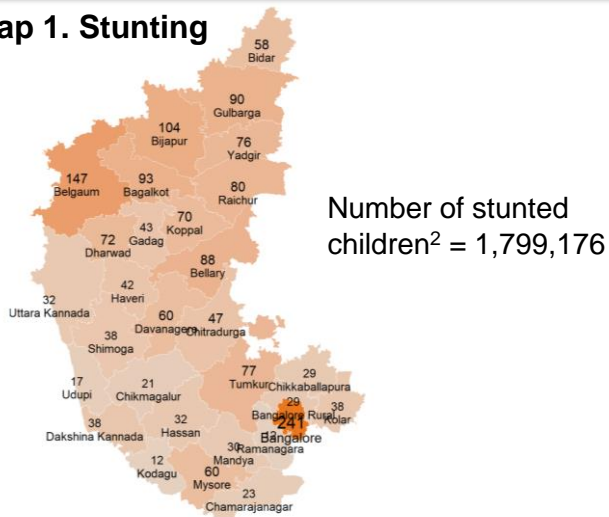 ap 1. Stunting
58
Bidar
90
Gulbarga
104
Bijapur
76
Yadgir
147
Belgaum
93
Bagalkot
80
Raichur
Number of stunted
children² = 1,799,176
70
Koppal
43
Gadag
72
Dharwad
88
Bellary
42
Haveri
32
Uttara Kannada
60
Davanagere
47
Chitradurga
38
Shimoga
77
Tumkur
29
Chikkaballapura
17
Udupi
21
Chikmagalur
29
Bangalore Rural
38
Kolar
241
Bangalore
38
Dakshina Kannada
32
Hassan
Ramanagara
30
Mandya
12
Kodagu
60
Mysore
23
Chamarajanagar